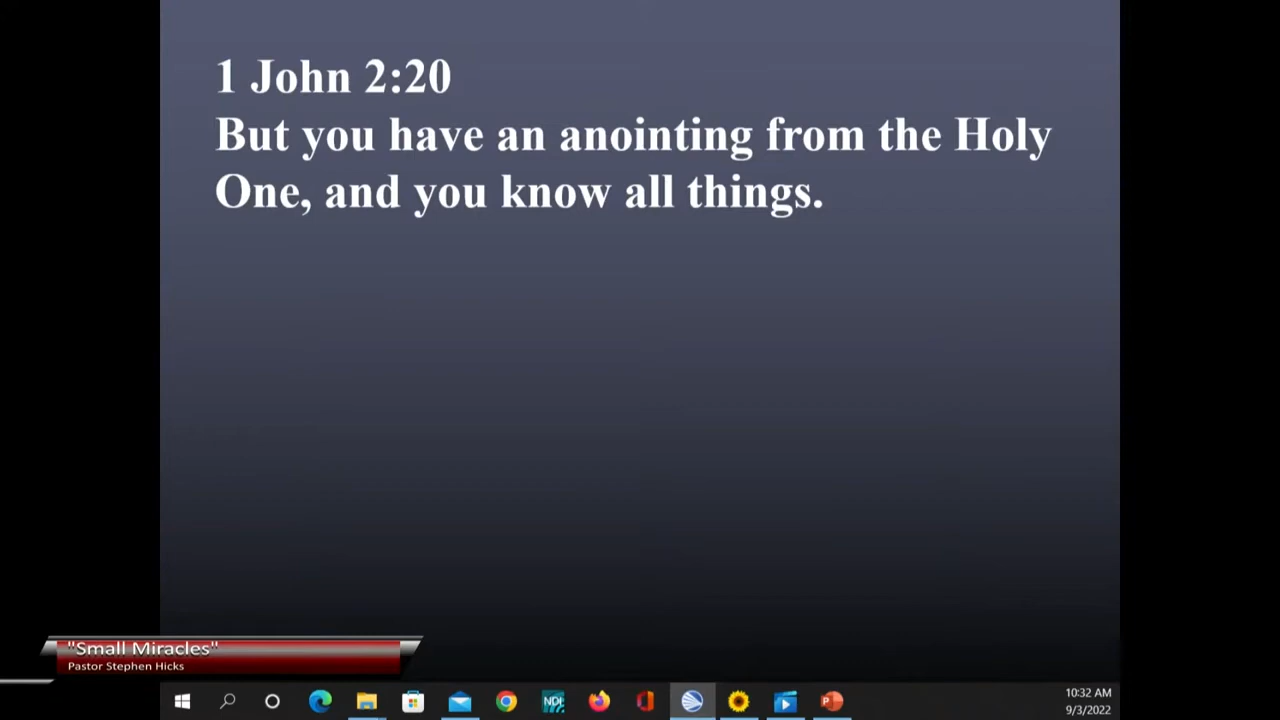 1 John 2:20
But you have an anointing from the Holy
One, and you know all things.
"Small Miracles"
Pastor Stephen Hicks
NDI
10:32 AM
9/3/2022